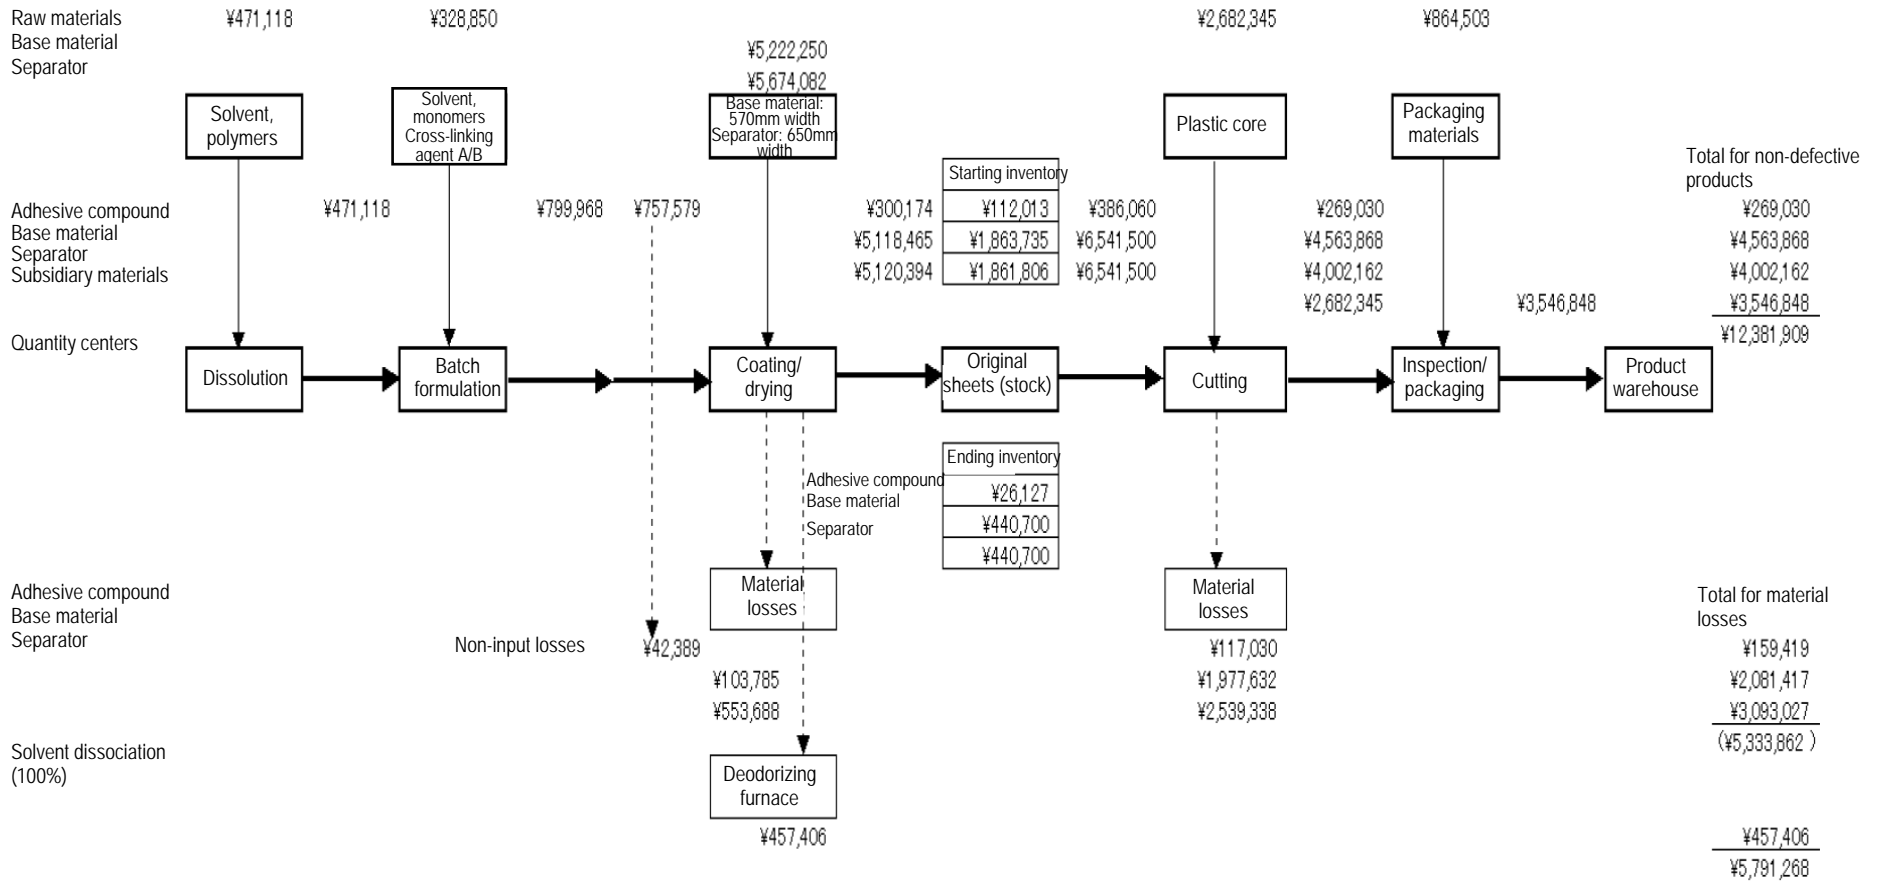 Raw materials
Base material
Separator
¥471,118
¥328,850
¥5,222,250
¥5,674,082
¥2,682,345
¥864,503
Solvent,
polymers
Solvent,
monomers
Cross-linking
agent A/B
Base material:
570mm width
Separator: 650mm
width
Plastic core
Packaging
materials
Total for non-defective
products
Starting inventory
Adhesive compound
Base material
Separator
Subsidiary materials
¥471,118
¥799,968
¥757,579
¥300,174
¥5,118,465
¥5,120,394
¥112,013
¥1,863,735
¥1,861,806
¥386,060
¥6,541,500
¥6,541,500
¥269,030
¥4,563,868
¥4,002,162
¥2,682,345
¥3,546,848
¥269,030
¥4,563,868
¥4,002,162
¥3,546,848
¥12,381,909
Quantity centers
Dissolution
Batch
formulation
Coating/
drying
Original
sheets (stock)
Cutting
Inspection/
packaging
Product
warehouse
Ending inventory
Adhesive compound
Base material
Separator
¥26,127
¥440,700
¥440,700
Adhesive compound
Base material
Separator
Material
losses
Material
losses
Total for material
losses
Non-input losses
¥42,389
¥103,785
¥553,688
¥117,030
¥1,977,632
¥2,539,338
¥159,419
¥2,081,417
¥3,093,027
(¥5,333,862 )
Solvent dissociation
(100%)
Deodorizing
furnace
¥457,406
¥457,406
¥5,791,268